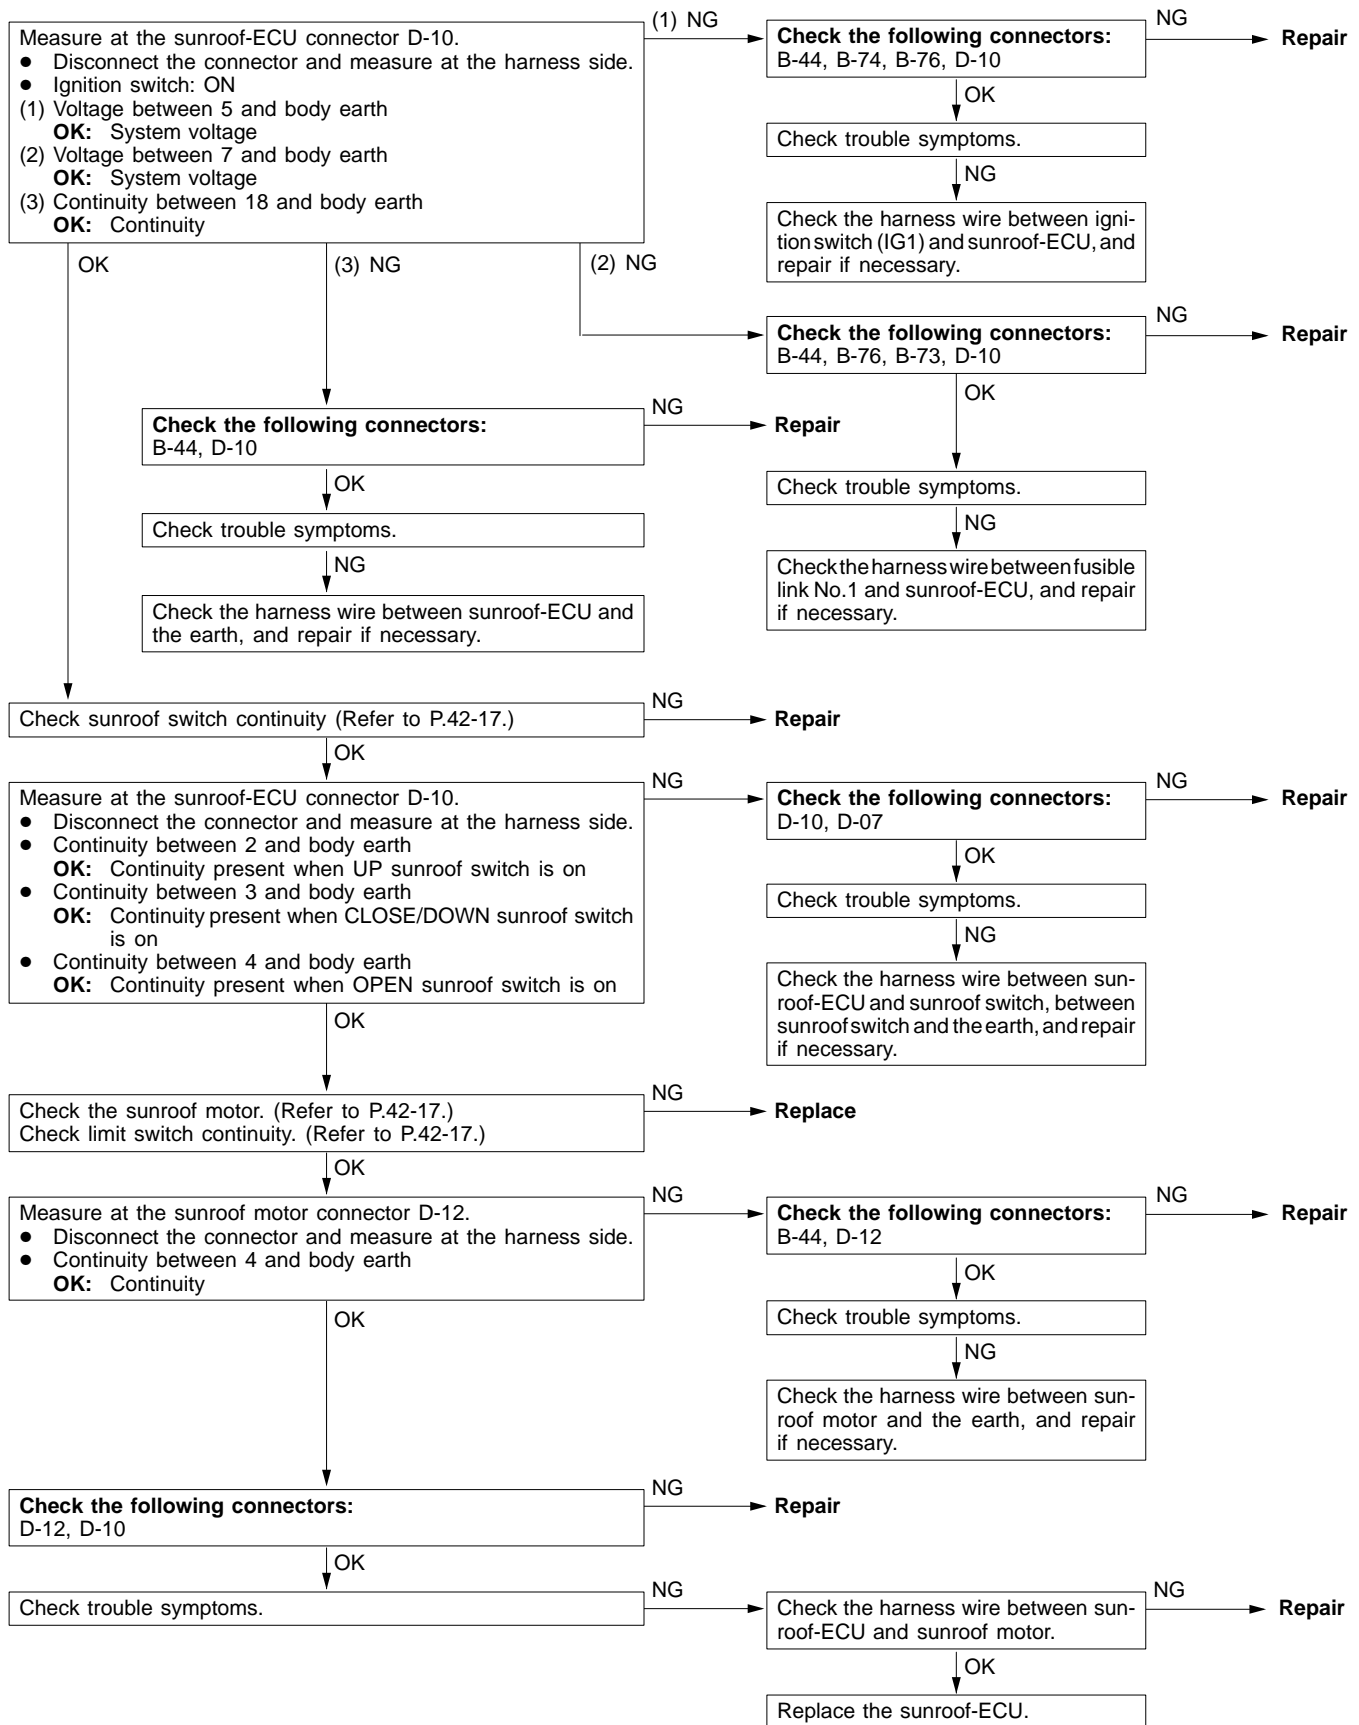 Measure at the sunroof-ECU connector D-10.
● Disconnect the connector and measure at the harness side.
● Ignition switch: ON
(1) Voltage between 5 and body earth
OK: System voltage
(2) Voltage between 7 and body earth
OK: System voltage
(3) Continuity between 18 and body earth
OK: Continuity
(1) NG
Check the following connectors:
B-44, B-74, B-76, D-10
NG
Repair
OK
Check trouble symptoms.
NG
Check the harness wire between igni-
tion switch (IG1) and sunroof-ECU, and
repair if necessary.
OK
(3) NG
(2) NG
Check the following connectors:
B-44, B-76, B-73, D-10
NG
Repair
OK
Check trouble symptoms.
NG
Check the harness wire between fusible
link No.1 and sunroof-ECU, and repair
if necessary.
Check the following connectors:
B-44, D-10
NG
Repair
OK
Check trouble symptoms.
NG
Check the harness wire between sunroof-ECU and
the earth, and repair if necessary.
Check sunroof switch continuity (Refer to P.42-17.)
NG
Repair
OK
Measure at the sunroof-ECU connector D-10.
● Disconnect the connector and measure at the harness side.
● Continuity between 2 and body earth
OK: Continuity present when UP sunroof switch is on
● Continuity between 3 and body earth
OK: Continuity present when CLOSE/DOWN sunroof switch
is on
● Continuity between 4 and body earth
OK: Continuity present when OPEN sunroof switch is on
NG
Check the following connectors:
D-10, D-07
NG
Repair
OK
Check trouble symptoms.
NG
Check the harness wire between sun-
roof-ECU and sunroof switch, between
sunroof switch and the earth, and repair
if necessary.
OK
Check the sunroof motor. (Refer to P.42-17.)
Check limit switch continuity. (Refer to P.42-17.)
NG
Replace
OK
Measure at the sunroof motor connector D-12.
● Disconnect the connector and measure at the harness side.
● Continuity between 4 and body earth
OK: Continuity
NG
Check the following connectors:
B-44, D-12
NG
Repair
OK
Check trouble symptoms.
NG
Check the harness wire between sun-
roof motor and the earth, and repair
if necessary.
OK
Check the following connectors:
D-12, D-10
NG
Repair
OK
Check trouble symptoms.
NG
Check the harness wire between sun-
roof-ECU and sunroof motor.
NG
Repair
OK
Replace the sunroof-ECU.